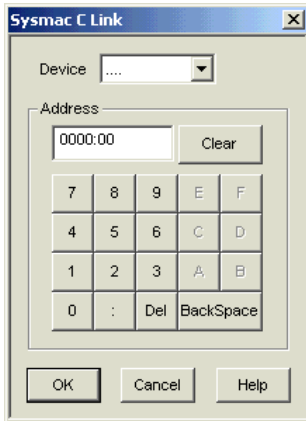 Sysmac C Link
Device ....
Address
0000:00 Clear
7 8 9 E F
4 5 6 C D
1 2 3 A B
0 : Del BackSpace
OK Cancel Help